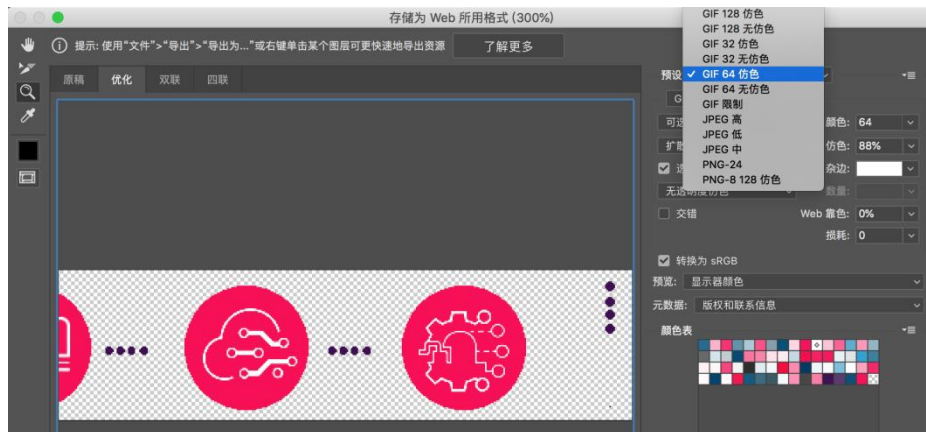 存储为 Web 所用格式 (300%)
提示: 使用“文件”>“导出”>“导出为...”或右键单击某个图层可更快速地导出资源
了解更多
原稿 优化 双联 四联
预设
GIF 128 仿色
GIF 128 无仿色
GIF 32 仿色
GIF 32 无仿色
✓ GIF 64 仿色
GIF 64 无仿色
GIF 限制
JPEG 高
JPEG 低
JPEG 中
PNG-24
PNG-8 128 仿色
G
可选 颜色: 64
扩散 仿色: 88%
杂边:
无透明度仿色 数量:
交错 Web 靠色: 0%
损耗: 0
转换为 sRGB
预览: 显示器颜色
元数据: 版权和联系信息
颜色表